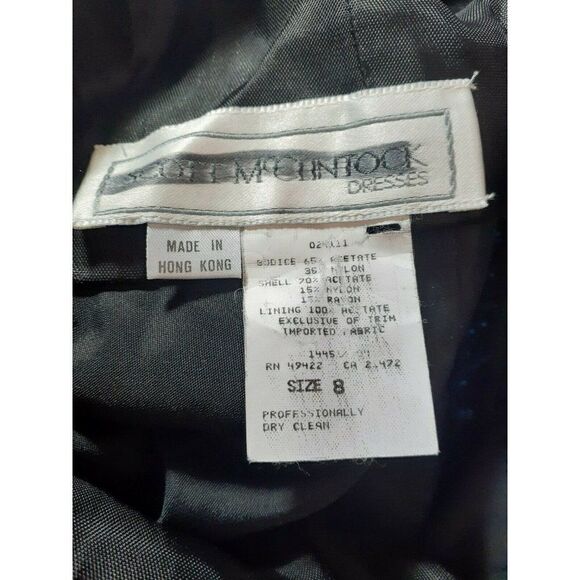 SCOTT McCLINTOCK
DRESSES
MADE IN
HONG KONG
BODICE 65% ACETATE
35% NYLON
SHELL 70% ACETATE
15% NYLON
15% RAYON
LINING 100% ACETATE
EXCLUSIVE OF TRIM
IMPORTED FABRIC
RN 49422 CA
SIZE 8
PROFESSIONALLY
DRY CLEAN